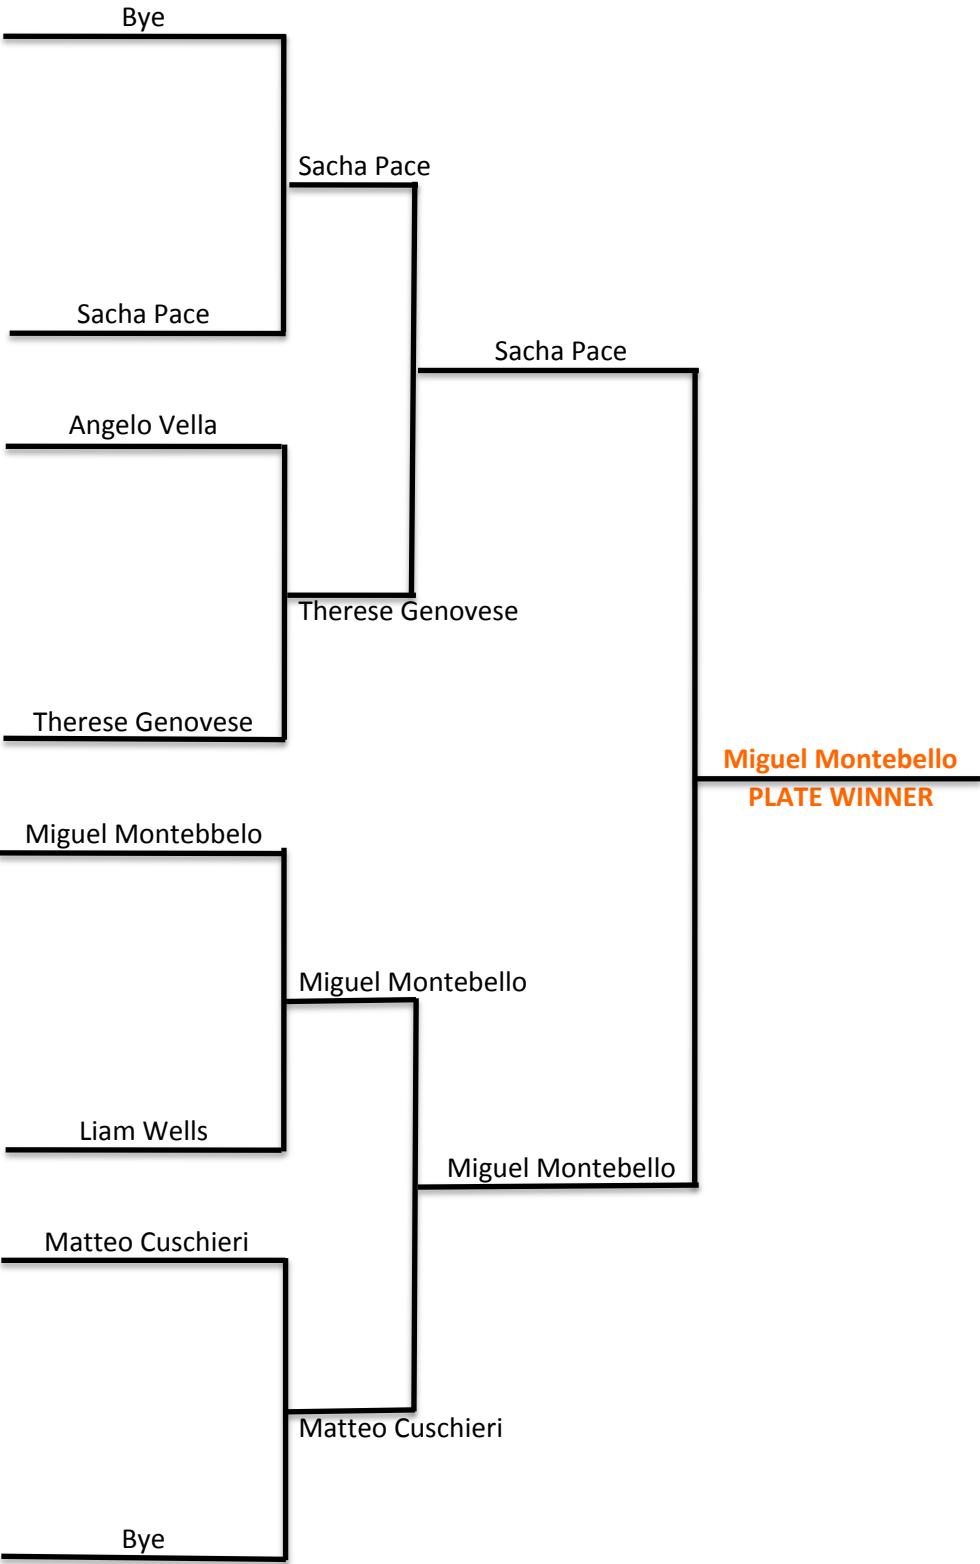 Bye
Sacha Pace
Sacha Pace
Sacha Pace
Angelo Vella
Therese Genovese
Therese Genovese
Miguel Montebello
PLATE WINNER
Miguel Montebbelo
Miguel Montebello
Liam Wells
Miguel Montebello
Matteo Cuschieri
Matteo Cuschieri
Bye